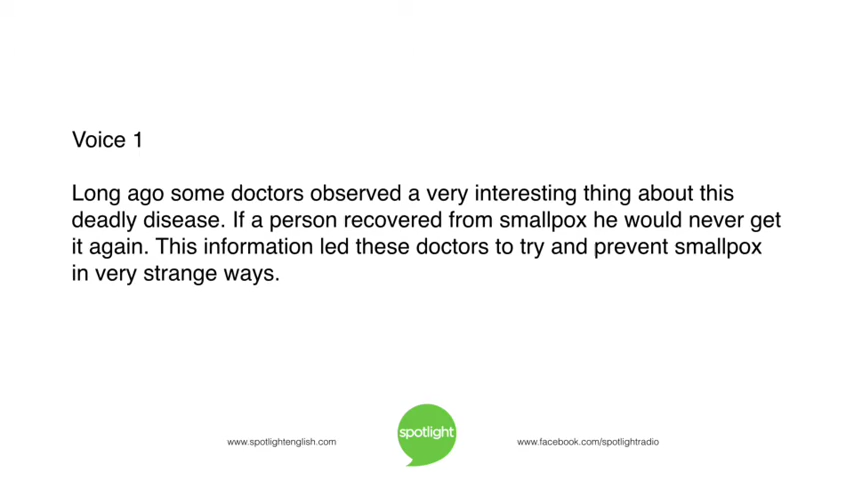 Voice 1
Long ago some doctors observed a very interesting thing about this
deadly disease. If a person recovered from smallpox he would never get
it again. This information led these doctors to try and prevent smallpox
in very strange ways.
www.spotlightenglish.com
spotlight
www.facebook.com/spotlightradio